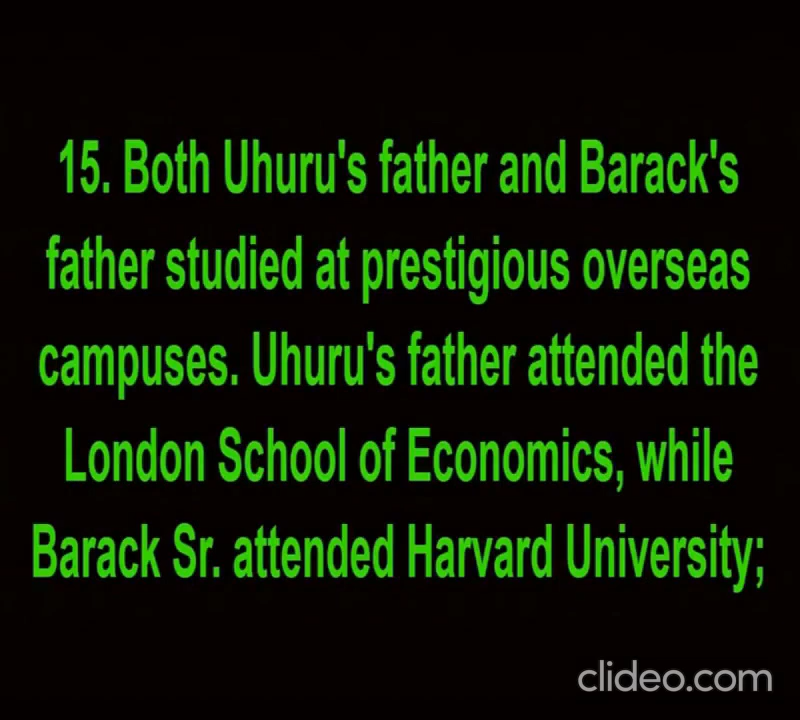 15. Both Uhuru's father and Barack's
father studied at prestigious overseas
campuses. Uhuru's father attended the
London School of Economics, while
Barack Sr. attended Harvard University;
clideo.com